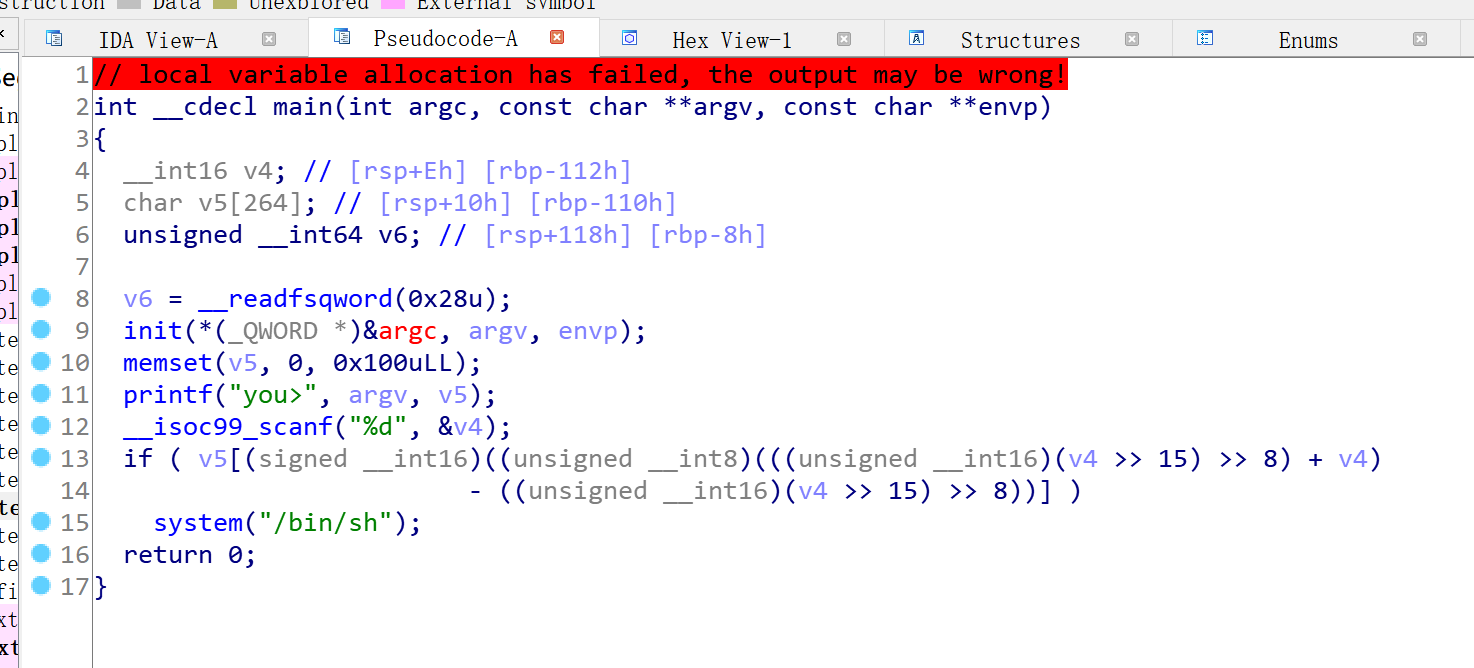 Data Unexplored External symbol
IDA View-A Pseudocode-A Hex View-1 Structures Enums
1 // local variable allocation has failed, the output may be wrong!
2 int __cdecl main(int argc, const char **argv, const char **envp)
3 {
4 __int16 v4; // [rsp+Eh] [rbp-112h]
5 char v5[264]; // [rsp+10h] [rbp-110h]
6 unsigned __int64 v6; // [rsp+118h] [rbp-8h]
7
8 v6 = __readfsqword(0x28u);
9 init(*(_QWORD *)&argc, argv, envp);
10 memset(v5, 0, 0x100uLL);
11 printf("you>", argv, v5);
12 __isoc99_scanf("%d", &v4);
13 if ( v5[(signed __int16)((unsigned __int8)(((unsigned __int16)(v4 >> 15) >> 8) + v4)
14 - ((unsigned __int16)(v4 >> 15) >> 8))] )
15 system("/bin/sh");
16 return 0;
17 }